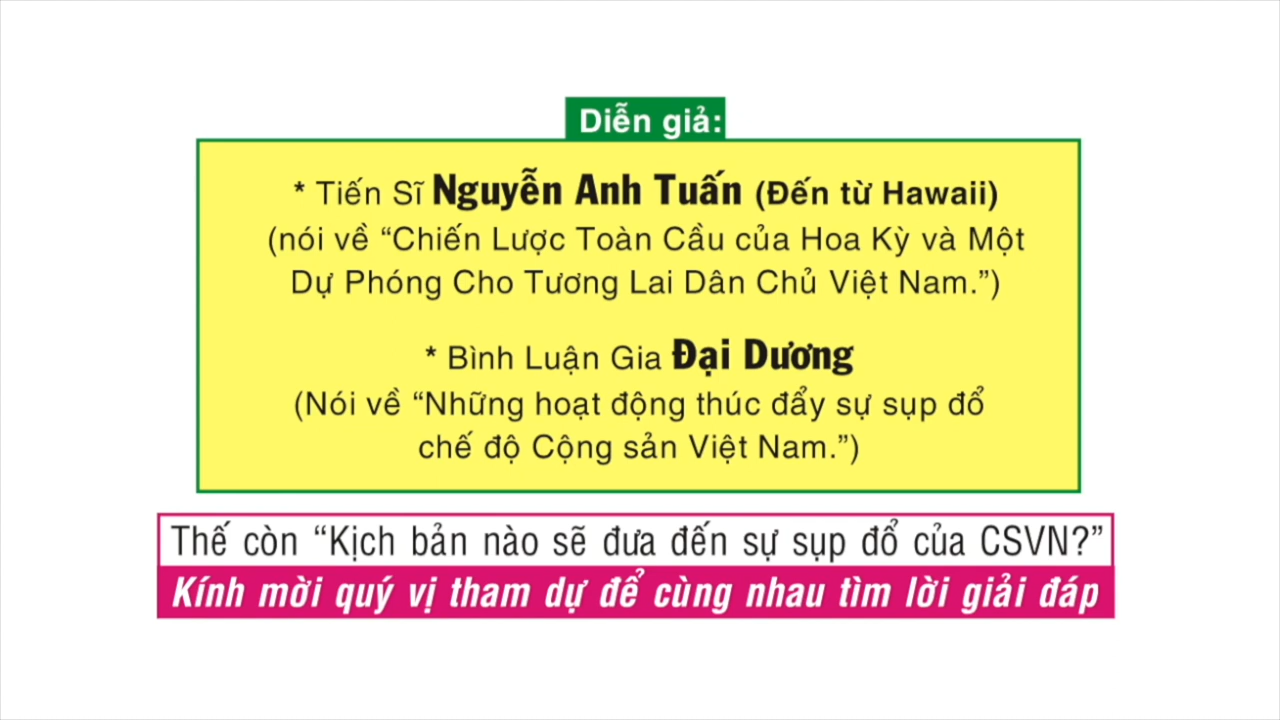 Diễn giả:
* Tiến Sĩ Nguyễn Anh Tuấn (Đến từ Hawaii)
(nói về “Chiến Lược Toàn Cầu của Hoa Kỳ và Một
Dự Phóng Cho Tương Lai Dân Chủ Việt Nam.”)
* Bình Luận Gia Đại Dương
(Nói về “Những hoạt động thúc đẩy sự sụp đổ
chế độ Cộng sản Việt Nam.”)
Thế còn “Kịch bản nào sẽ đưa đến sự sụp đổ của CSVN?”
Kính mời quý vị tham dự để cùng nhau tìm lời giải đáp